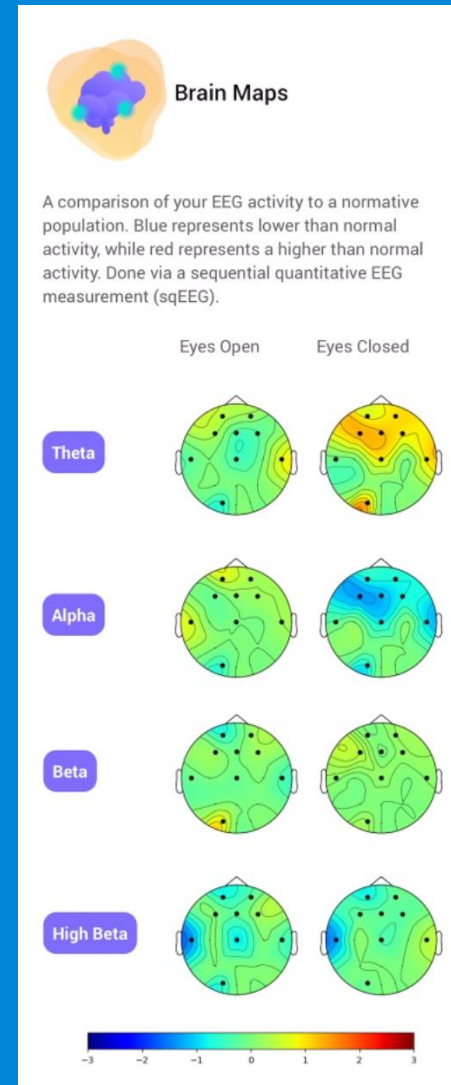 Brain Maps
A comparison of your EEG activity to a normative
population. Blue represents lower than normal
activity, while red represents a higher than normal
activity. Done via a sequential quantitative EEG
measurement (sqEEG).
Eyes Open Eyes Closed
Theta
Alpha
Beta
High Beta
−3 −2 −1 0 1 2 3